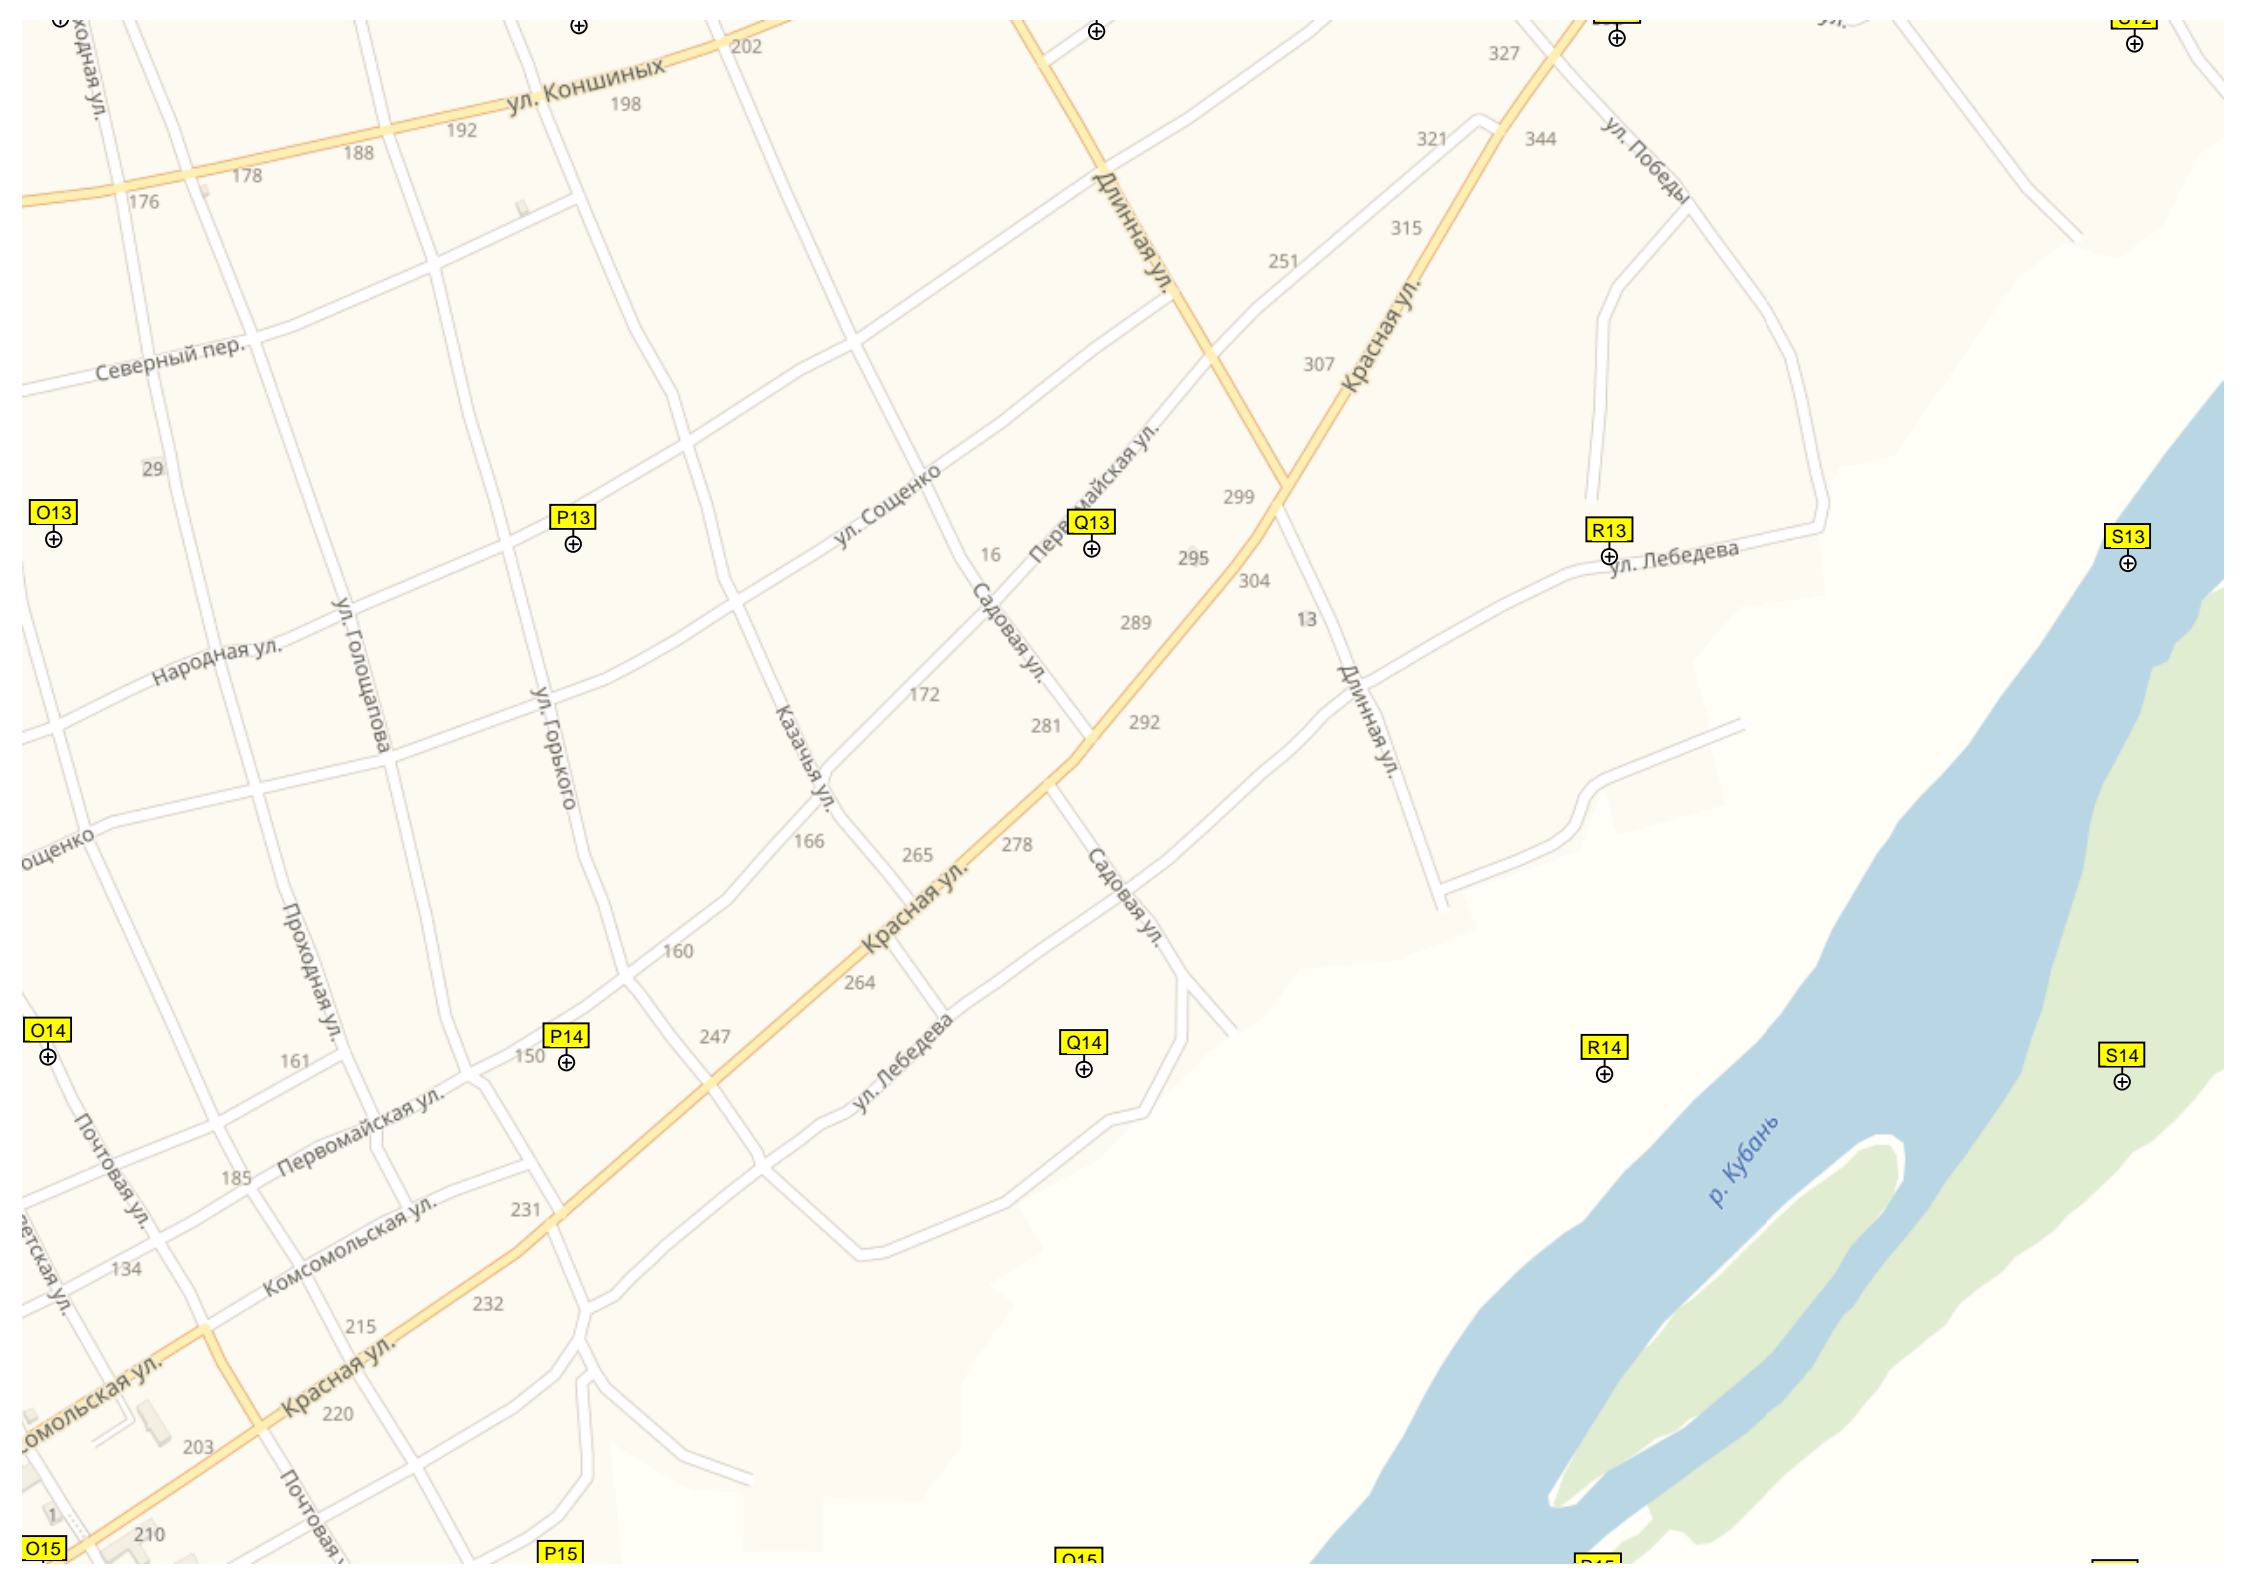 202
327
ул. Коншиных
198
192
188
178
176
321
344
ул. Победы
Длинная ул.
315
251
Красная ул.
307
Северный пер.
29
ул. Сощенко
Первомайская ул.
299
O13
P13
Q13
R13
S13
16
295
304
ул. Лебедева
13
289
Садовая ул.
Народная ул.
ул. Голощапова
ул. Горького
172
281
292
Казачья ул.
Длинная ул.
166
265
278
Красная ул.
Садовая ул.
Проходная ул.
160
264
247
O14
P14
Q14
R14
S14
150
161
ул. Лебедева
Первомайская ул.
Почтовая ул.
р. Кубань
185
Комсомольская ул.
231
134
232
215
Красная ул.
220
203
1
210
O15
P15